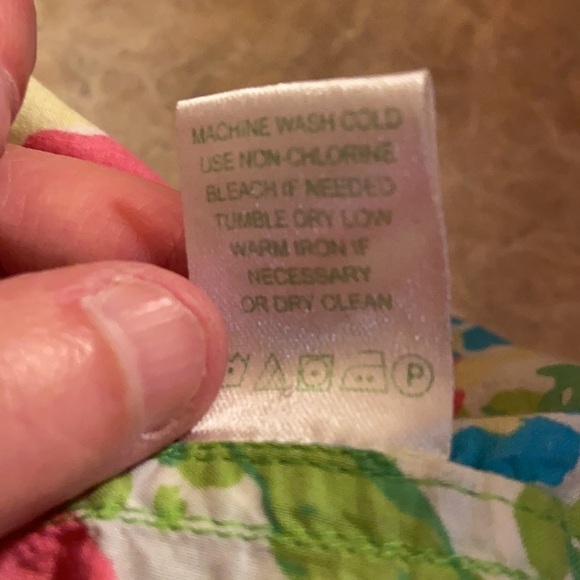 MACHINE WASH COLD
USE NON-CHLORINE
BLEACH IF NEEDED
TUMBLE DRY LOW
WARM IRON IF
NECESSARY
OR DRY CLEAN
P